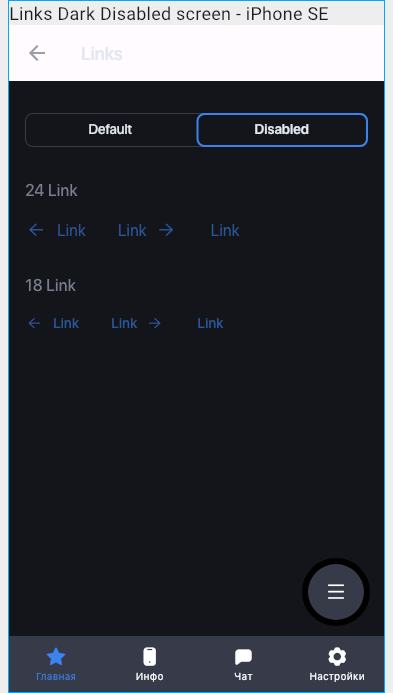 Links Dark Disabled screen - iPhone SE
Links
Default Disabled
24 Link
Link Link Link
18 Link
Link Link Link
Главная Инфо Чат Настройки